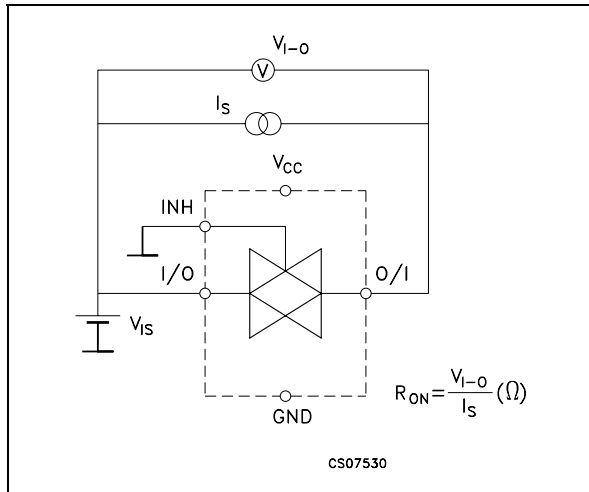 V_I-O
V
I_S
V_CC
INH
I/O
O/I
V_IS
GND
R_ON = V_I-O / I_S (Ω)
CS07530